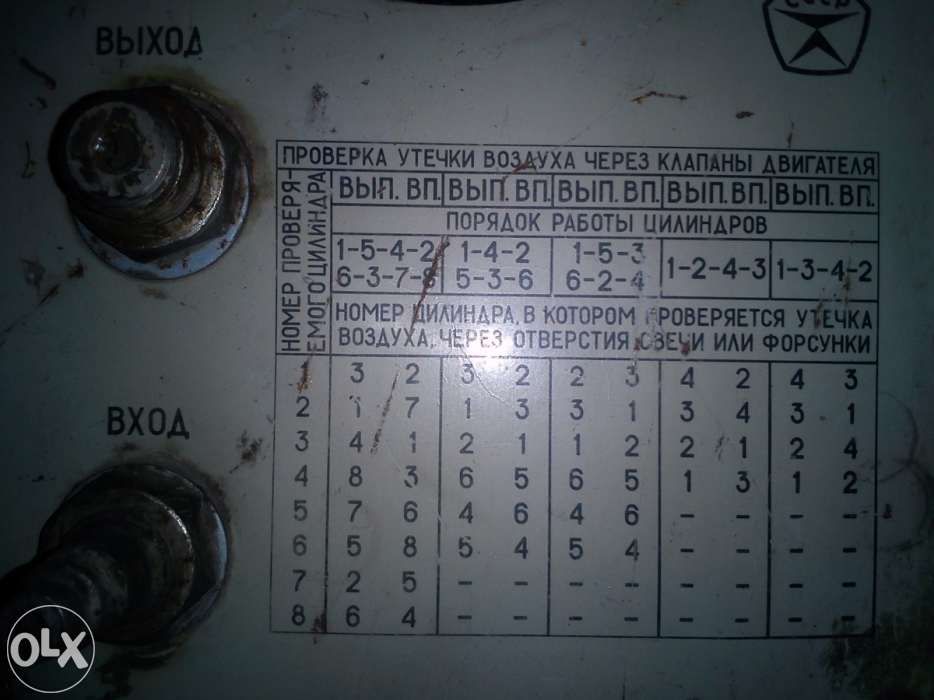 СССР
ВЫХОД
ПРОВЕРКА УТЕЧКИ ВОЗДУХА ЧЕРЕЗ КЛАПАНЫ ДВИГАТЕЛЯ
НОМЕР ПРОВЕРЯ-
ЕМОГО ЦИЛИНДРА
ВЫП. ВП. ВЫП. ВП. ВЫП. ВП. ВЫП. ВП. ВЫП. ВП.
ПОРЯДОК РАБОТЫ ЦИЛИНДРОВ
1-5-4-2 1-4-2 1-5-3
6-3-7-8 5-3-6 6-2-4 1-2-4-3 1-3-4-2
НОМЕР ЦИЛИНДРА, В КОТОРОМ ПРОВЕРЯЕТСЯ УТЕЧКА
ВОЗДУХА, ЧЕРЕЗ ОТВЕРСТИЯ СВЕЧИ ИЛИ ФОРСУНКИ
1 3 2 3 2 2 3 4 2 4 3
2 1 7 1 3 3 1 3 4 3 1
3 4 1 2 1 1 2 2 1 2 4
4 8 3 6 5 6 5 1 3 1 2
5 7 6 4 6 4 6 - - - -
6 5 8 5 4 5 4 - - - -
7 2 5 - - - - - - - -
8 6 4 - - - - - - - -
ВХОД
OLX